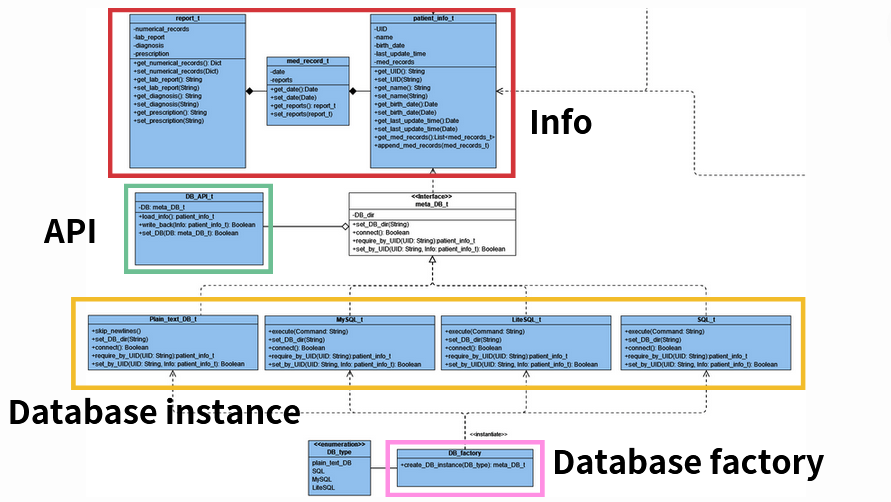 report_t
-numerical_records
-lab_report
-diagnosis
-prescription
+get_numerical_records(): Dict
+set_numerical_records(Dict)
+get_lab_report(): String
+set_lab_report(String)
+get_diagnosis(): String
+set_diagnosis(String)
+get_prescription(): String
+set_prescription(String)
med_record_t
-date
-reports
+get_date():Date
+set_date(Date)
+get_reports(): report_t
+set_reports(report_t)
patient_info_t
-UID
-name
-birth_date
-last_update_time
-med_records
+get_UID(): String
+set_UID(String)
+get_name(): String
+set_name(String)
+get_birth_date():Date
+set_birth_date(Date)
+get_last_update_time():Date
+set_last_update_time(Date)
+get_med_records():List<med_records_t>
+append_med_records(med_records_t)
Info
API
DB_API_t
-DB: meta_DB_t
+load_info(): patient_info_t
+write_back(Info: patient_info_t): Boolean
+set_DB(DB: meta_DB_t): Boolean
<<Interface>>
meta_DB_t
-DB_dir
+set_DB_dir(String)
+connect(): Boolean
+require_by_UID(UID: String):patient_info_t
+set_by_UID(UID: String, Info: patient_info_t): Boolean
Plain_text_DB_t
+skip_newlines()
+set_DB_dir(String)
+connect(): Boolean
+require_by_UID(UID: String):patient_info_t
+set_by_UID(UID: String, Info: patient_info_t): Boolean
MySQL_t
+execute(Command: String)
+set_DB_dir(String)
+connect(): Boolean
+require_by_UID(UID: String):patient_info_t
+set_by_UID(UID: String, Info: patient_info_t): Boolean
LiteSQL_t
+execute(Command: String)
+set_DB_dir(String)
+connect(): Boolean
+require_by_UID(UID: String):patient_info_t
+set_by_UID(UID: String, Info: patient_info_t): Boolean
SQL_t
+execute(Command: String)
+set_DB_dir(String)
+connect(): Boolean
+require_by_UID(UID: String):patient_info_t
+set_by_UID(UID: String, Info: patient_info_t): Boolean
Database instance
<<instantiate>>
<<enumeration>>
DB_type
plain_text_DB
SQL
MySQL
LiteSQL
DB_factory
+create_DB_instance(DB_type): meta_DB_t
Database factory